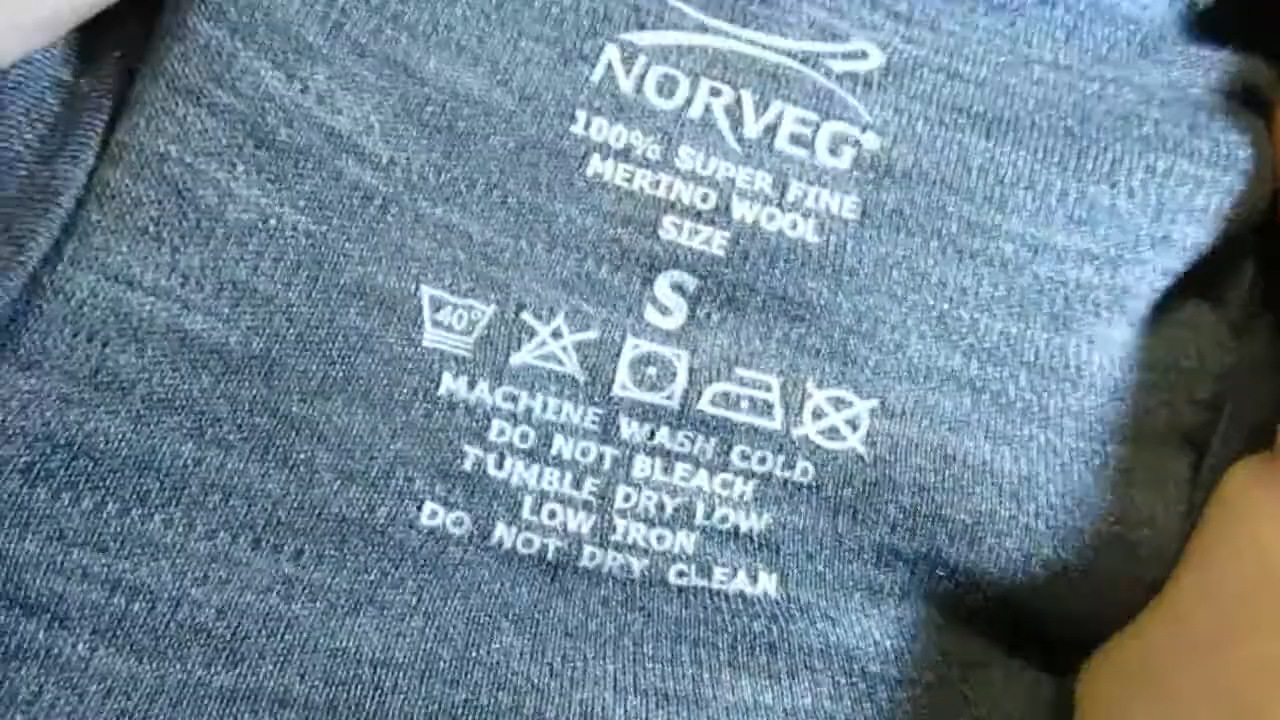 NORVEG
100% SUPER FINE
MERINO WOOL
SIZE
S
40°
MACHINE WASH COLD
DO NOT BLEACH
TUMBLE DRY LOW
LOW IRON
DO NOT DRY CLEAN